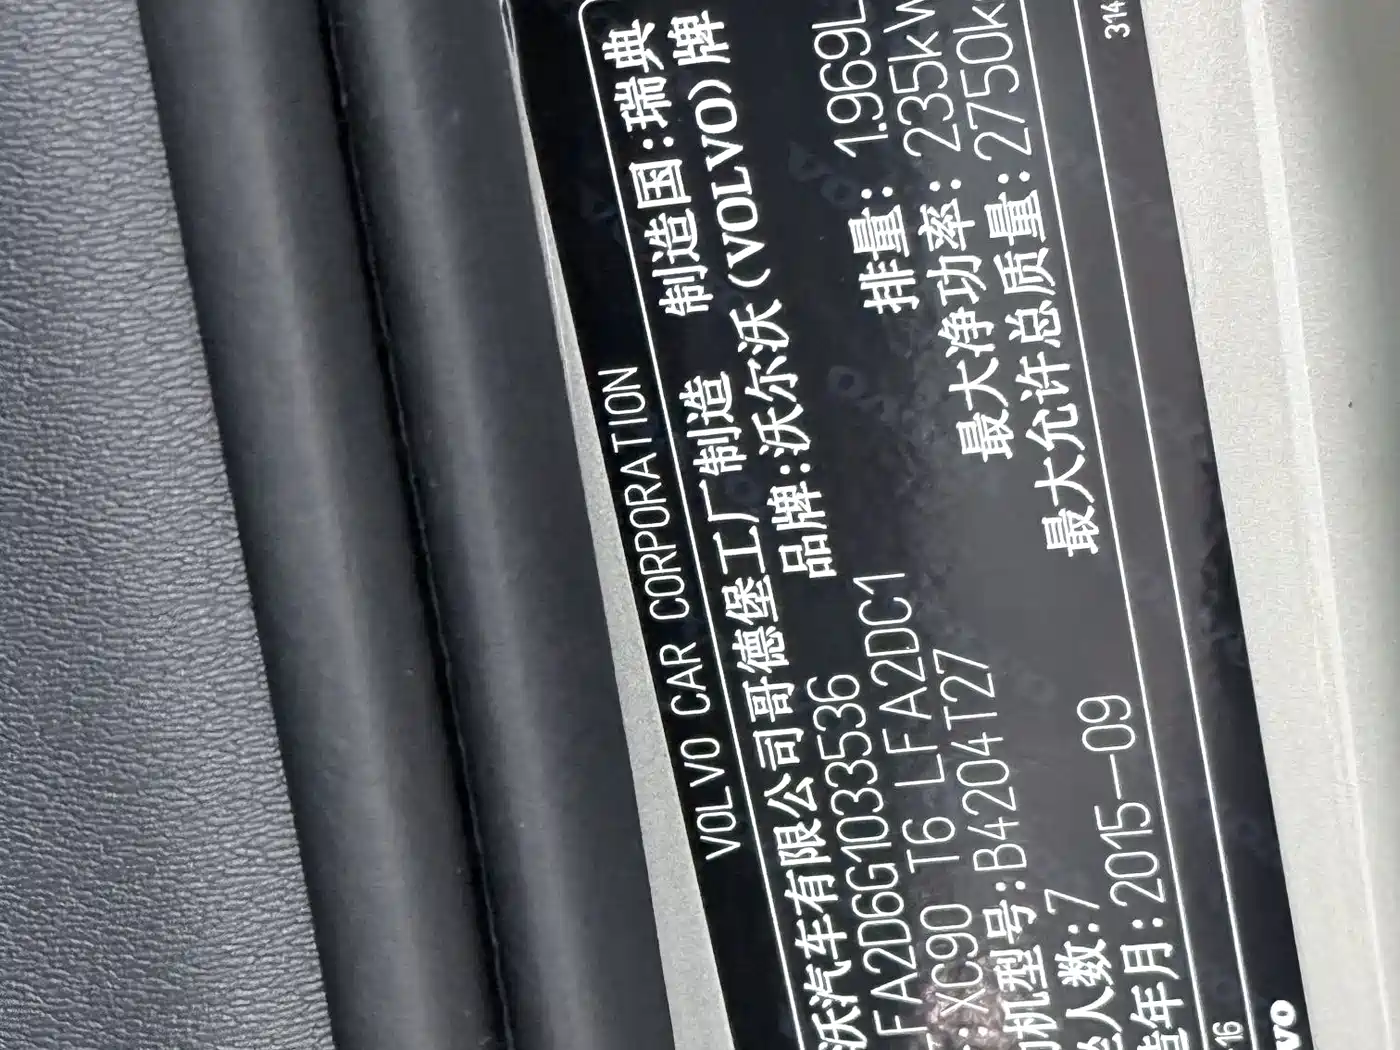 VOLVO CAR CORPORATION
沃汽车有限公司哥德堡工厂制造 制造国:瑞典
FA2D6G1033536 品牌:沃尔沃(VOLVO)牌
:XC90 T6 LFA2DC1
机型号:B4204T27 排量: 1.969L
人数:7 最大净功率: 235kW
年月:2015-09 最大允许总质量:2750k
16 314
vo